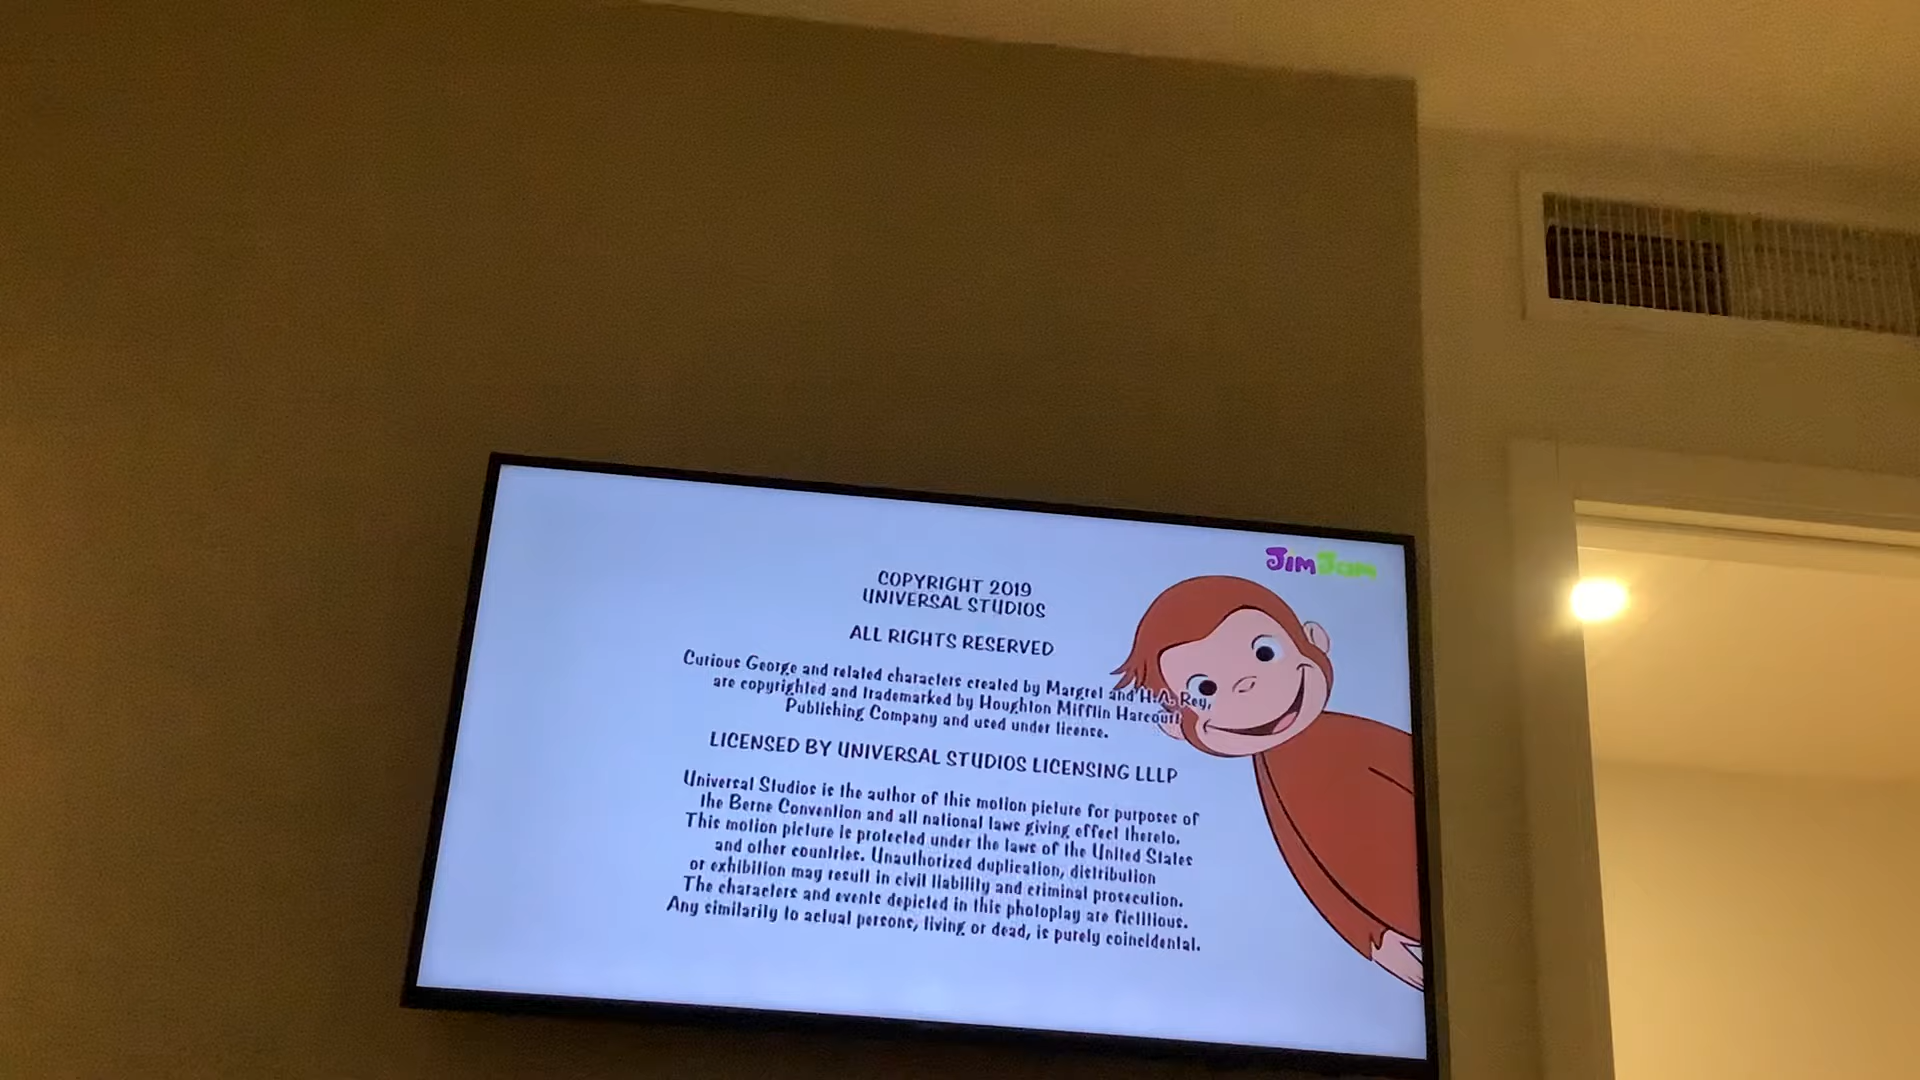 JimJam
COPYRIGHT 2019
UNIVERSAL STUDIOS
ALL RIGHTS RESERVED
Curious George and related characters created by Margret and H.A. Rey,
are copyrighted and trademarked by Houghton Mifflin Harcourt
Publishing Company and used under license.
LICENSED BY UNIVERSAL STUDIOS LICENSING LLLP
Universal Studios is the author of this motion picture for purposes of
the Berne Convention and all national laws giving effect thereto.
This motion picture is protected under the laws of the United States
and other countries. Unauthorized duplication, distribution
or exhibition may result in civil liability and criminal prosecution.
The characters and events depicted in this photoplay are fictitious.
Any similarity to actual persons, living or dead, is purely coincidental.